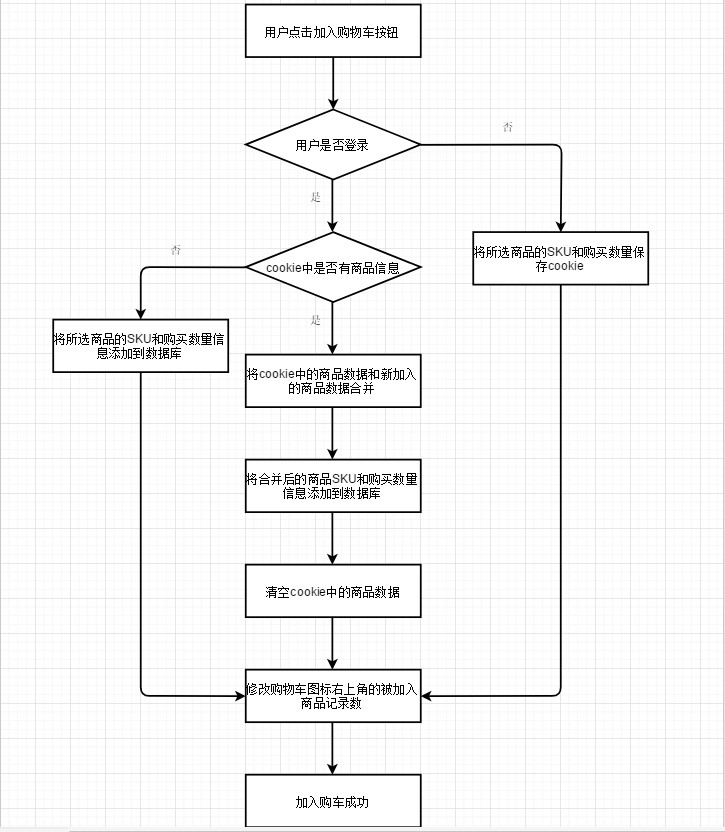 用户点击加入购物车按钮
用户是否登录
否
是
cookie中是否有商品信息
将所选商品的SKU和购买数量保
存cookie
否
是
将所选商品的SKU和购买数量信
息添加到数据库
将cookie中的商品数据和新加入
的商品数据合并
将合并后的商品SKU和购买数量
信息添加到数据库
清空cookie中的商品数据
修改购物车图标右上角的被加入
商品记录数
加入购车成功